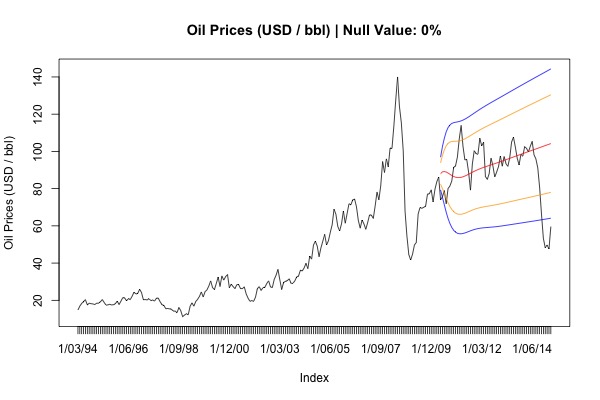 Oil Prices (USD / bbl) | Null Value: 0%
Oil Prices (USD / bbl)
140
120
100
80
60
40
20
1/03/94 1/06/96 1/09/98 1/12/00 1/03/03 1/06/05 1/09/07 1/12/09 1/03/12 1/06/14
Index